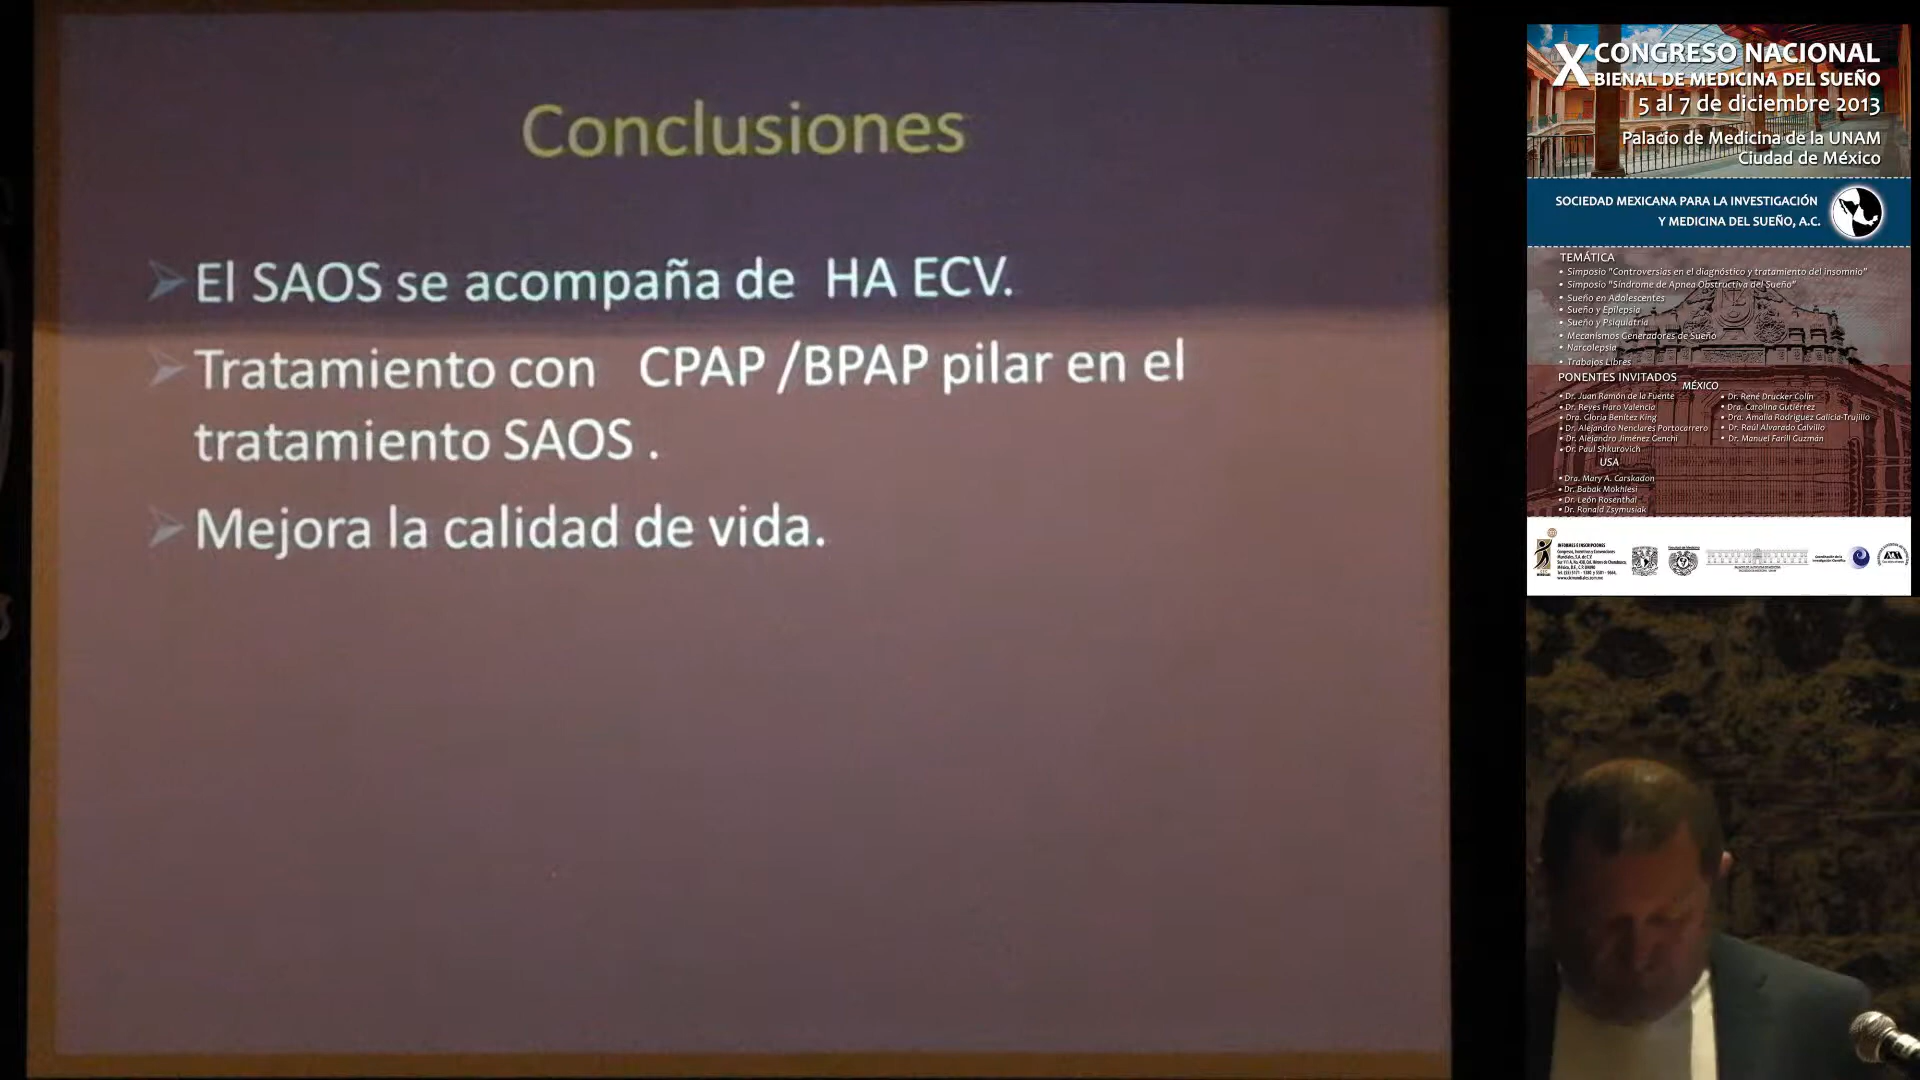 Conclusiones
El SAOS se acompaña de HA ECV.
Tratamiento con CPAP /BPAP pilar en el
tratamiento SAOS .
Mejora la calidad de vida.
X CONGRESO NACIONAL
BIENAL DE MEDICINA DEL SUEÑO
5 al 7 de diciembre 2013
Palacio de Medicina de la UNAM
Ciudad de México
SOCIEDAD MEXICANA PARA LA INVESTIGACIÓN
Y MEDICINA DEL SUEÑO, A.C.
TEMÁTICA
• Simposio "Controversias en el diagnóstico y tratamiento del insomnio"
• Simposio "Síndrome de Apnea Obstructiva del Sueño"
• Sueño en Adolescentes
• Sueño y Epilepsia
• Sueño y Psiquiatría
• Mecanismos Generadores de Sueño
• Narcolepsia
• Trabajos Libres
PONENTES INVITADOS
MÉXICO
• Dr. Juan Ramón de la Fuente
• Dr. Reyes Haro Valencia
• Dra. Gloria Benítez King
• Dr. Alejandro Nenclares Portocarrero
• Dr. Alejandro Jiménez Genchi
• Dr. Paul Shkurovich
• Dr. René Drucker Colín
• Dra. Carolina Gutiérrez
• Dra. Amalia Rodríguez Galicia-Trujillo
• Dr. Raúl Alvarado Calvillo
• Dr. Manuel Farill Guzmán
USA
• Dra. Mary A. Carskadon
• Dr. Babak Mokhlesi
• Dr. León Rosenthal
• Dr. Ronald Zsymusiak
INFORMES E INSCRIPCIONES